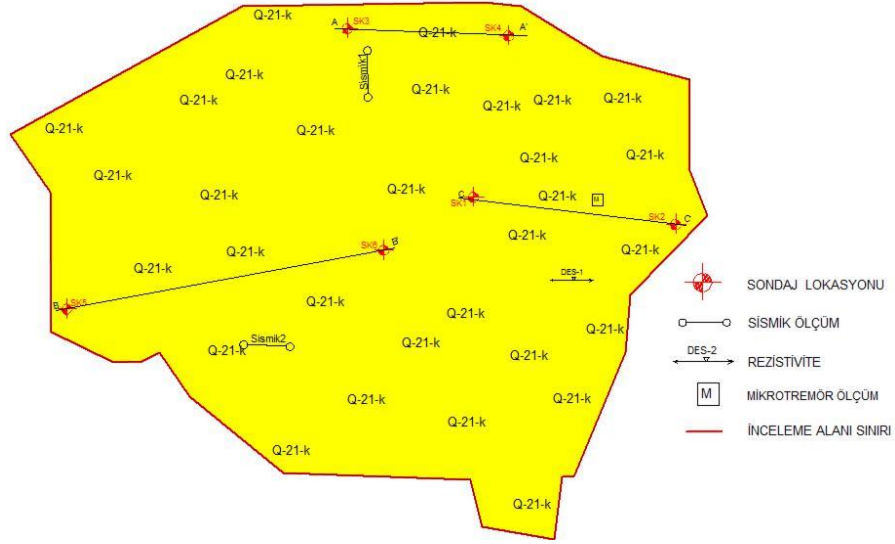 Q-21-k
A SK3
SK4 A'
Q-21-k
Sismik1
Q-21-k
Q-21-k
Q-21-k
Q-21-k
Q-21-k
Q-21-k
Q-21-k
Q-21-k
Q-21-k
Q-21-k
Q-21-k
Q-21-k
Q-21-k
Q-21-k
C
SK1
Q-21-k
M
SK2 C'
Q-21-k
SK6 B'
Q-21-k
Q-21-k
Q-21-k
DES-1
B SK5
Q-21-k
Q-21-k
Q-21-k
Sismik2
Q-21-k
Q-21-k
Q-21-k
Q-21-k
Q-21-k
Q-21-k
Q-21-k
Q-21-k
SONDAJ LOKASYONU
SİSMİK ÖLÇÜM
DES-2
REZİSTİVİTE
M
MİKROTREMÖR ÖLÇÜM
İNCELEME ALANI SINIRI